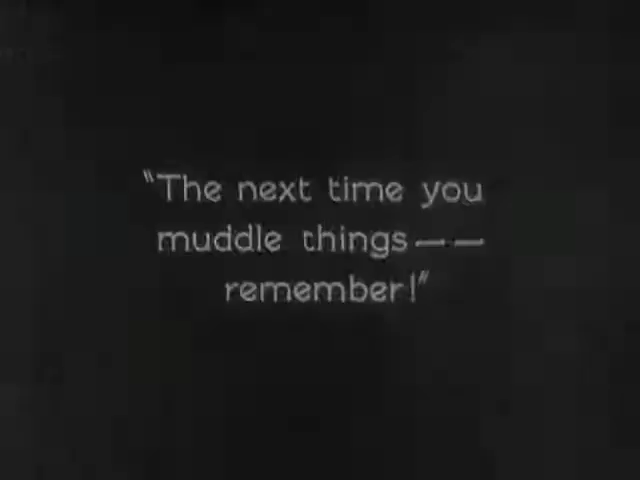 "The next time you
muddle things——
remember!"